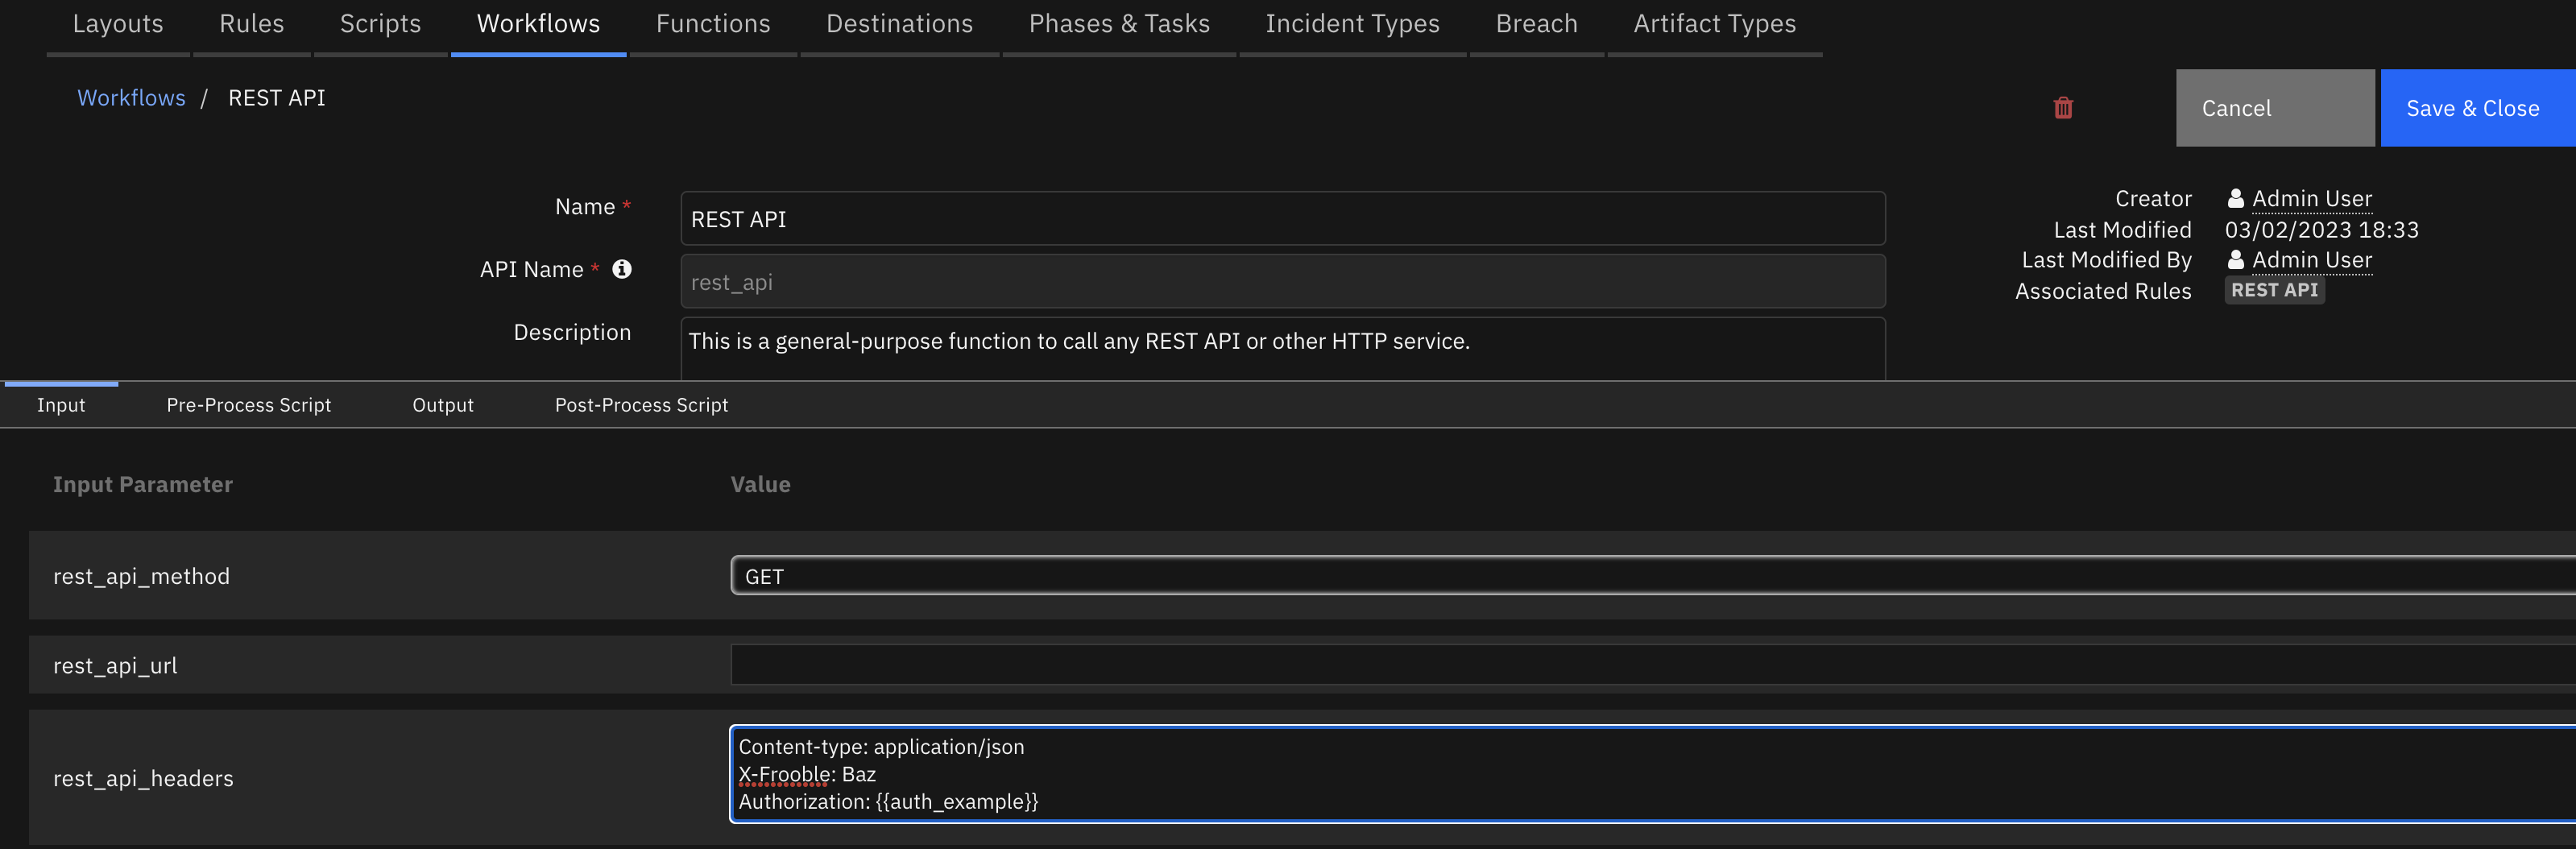 Layouts Rules Scripts Workflows Functions Destinations Phases & Tasks Incident Types Breach Artifact Types
Workflows / REST API
Cancel
Save & Close
Name *
REST API
API Name *
rest_api
Description
This is a general-purpose function to call any REST API or other HTTP service.
Creator Admin User
Last Modified 03/02/2023 18:33
Last Modified By Admin User
Associated Rules REST API
Input Pre-Process Script Output Post-Process Script
Input Parameter Value
rest_api_method GET
rest_api_url
rest_api_headers
Content-type: application/json
X-Frooble: Baz
Authorization: {{auth_example}}